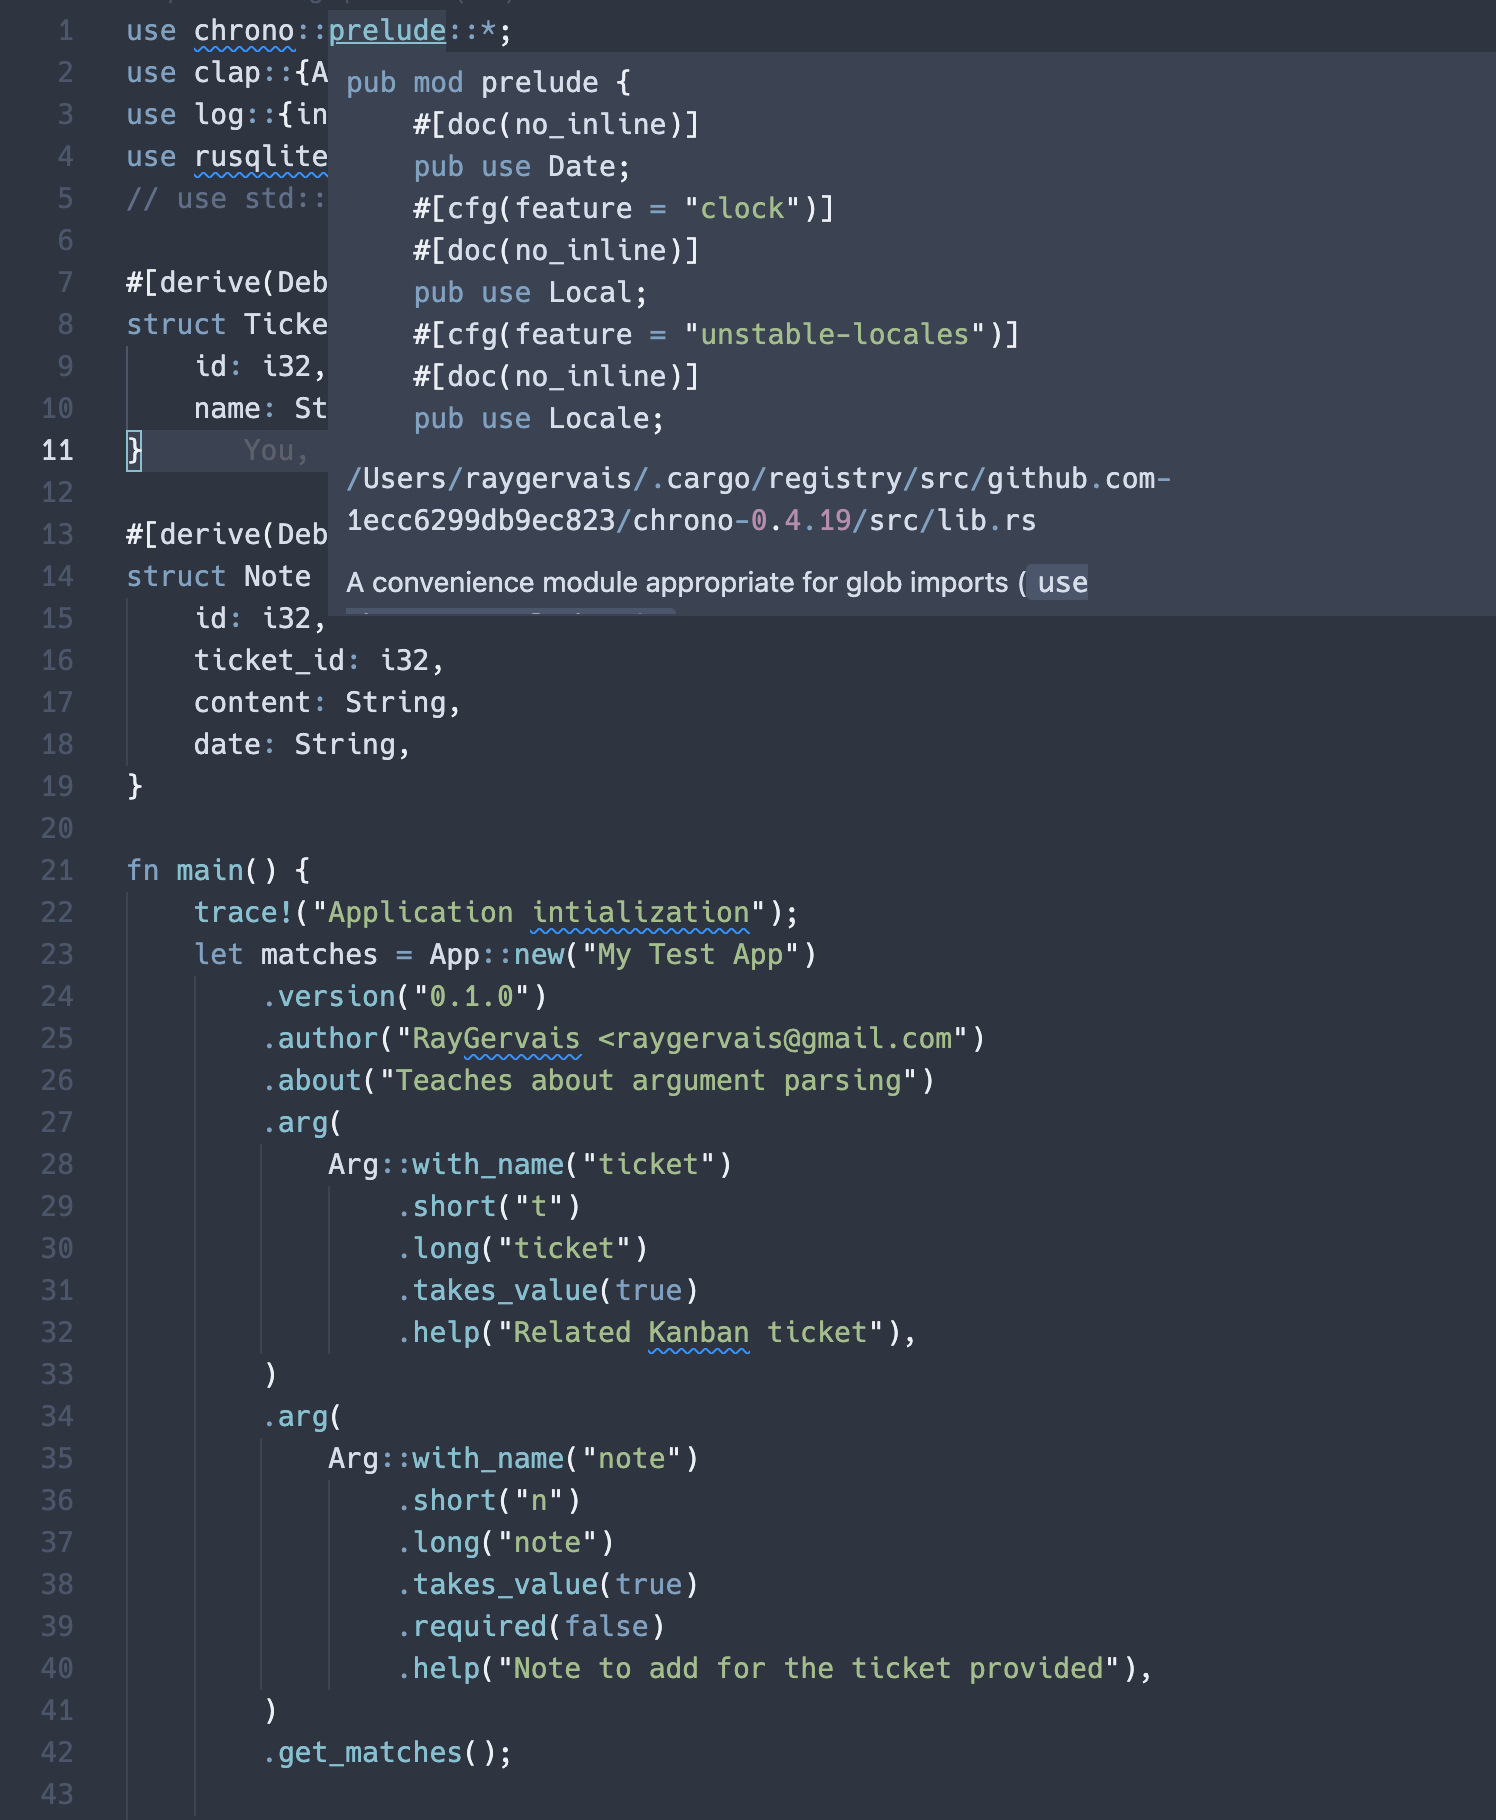 1 use chrono::prelude::*;
pub mod prelude {
2 use clap::{A
#[doc(no_inline)]
3 use log::{in
pub use Date;
4 use rusqlite
#[cfg(feature = "clock")]
5 // use std::
#[doc(no_inline)]
6
pub use Local;
7 #[derive(Deb
#[cfg(feature = "unstable-locales")]
8 struct Ticke
#[doc(no_inline)]
9 id: i32,
pub use Locale;
10 name: St
11 } You,
/Users/raygervais/.cargo/registry/src/github.com-
12
1ecc6299db9ec823/chrono-0.4.19/src/lib.rs
13 #[derive(Deb
A convenience module appropriate for glob imports ( use
14 struct Note
15 id: i32,
16 ticket_id: i32,
17 content: String,
18 date: String,
19 }
20
21 fn main() {
22 trace!("Application intialization");
23 let matches = App::new("My Test App")
24 .version("0.1.0")
25 .author("RayGervais <raygervais@gmail.com")
26 .about("Teaches about argument parsing")
27 .arg(
28 Arg::with_name("ticket")
29 .short("t")
30 .long("ticket")
31 .takes_value(true)
32 .help("Related Kanban ticket"),
33 )
34 .arg(
35 Arg::with_name("note")
36 .short("n")
37 .long("note")
38 .takes_value(true)
39 .required(false)
40 .help("Note to add for the ticket provided"),
41 )
42 .get_matches();
43